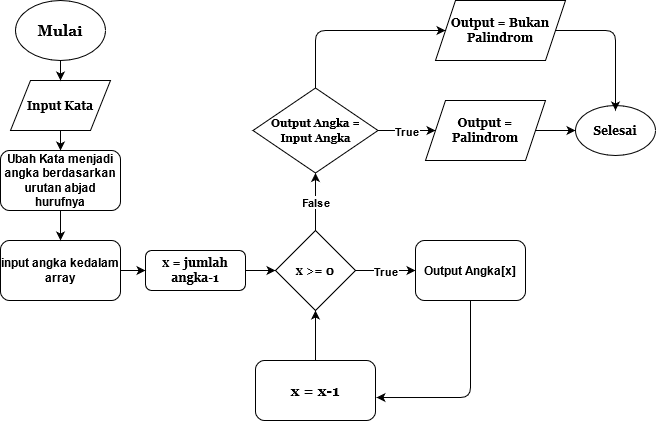 Mulai
Input Kata
Ubah Kata menjadi
angka berdasarkan
urutan abjad
hurufnya
input angka kedalam
array
x = jumlah
angka-1
x >= 0
True
Output Angka[x]
x = x-1
False
Output Angka =
Input Angka
True
Output =
Palindrom
Output = Bukan
Palindrom
Selesai